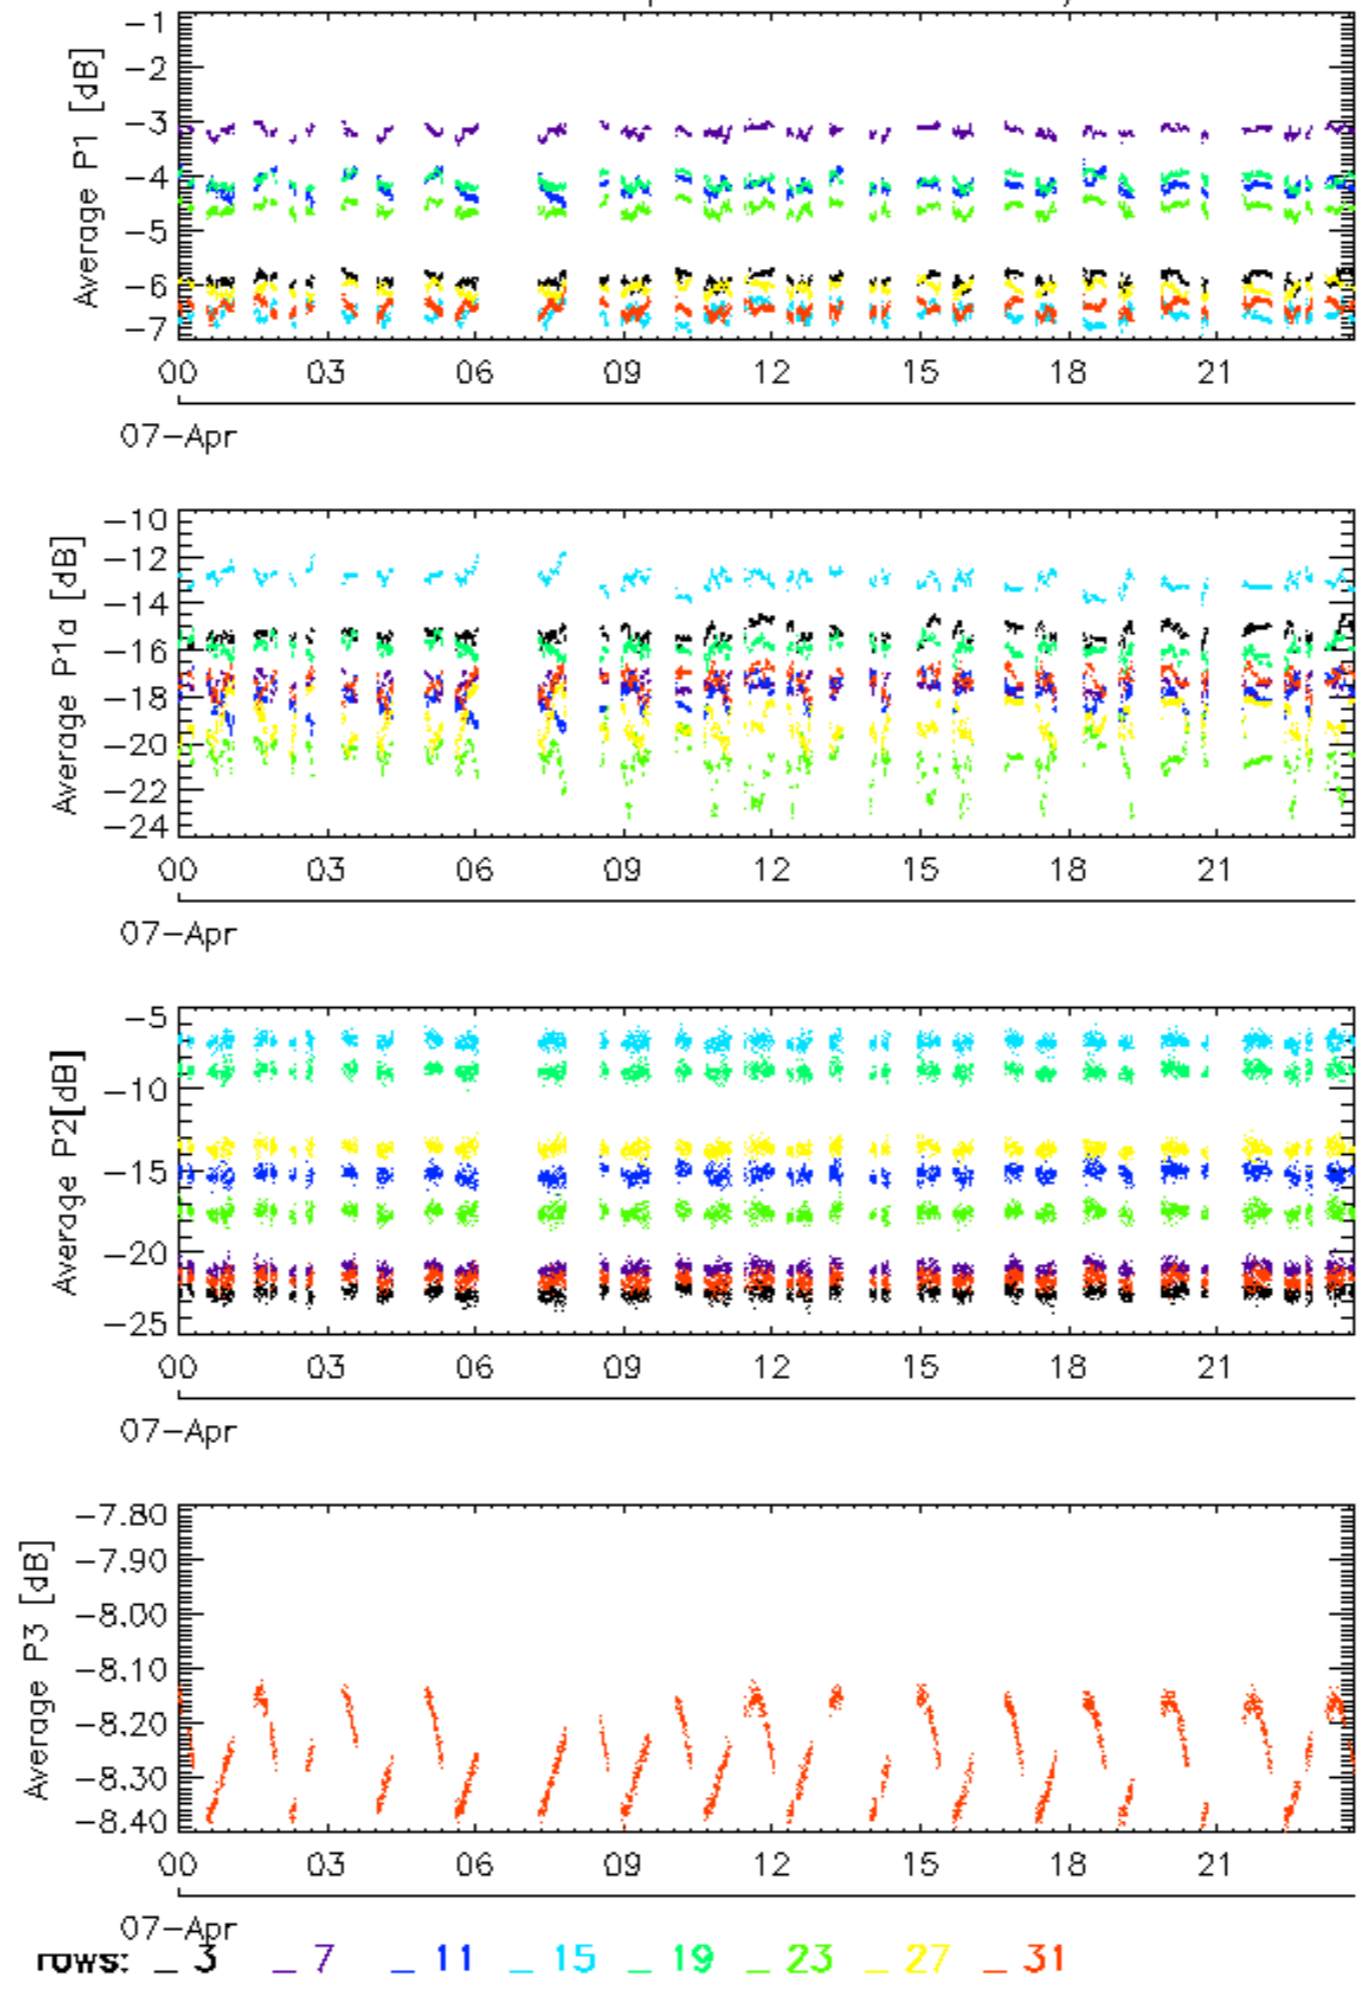 Average P1 [dB]
-1
-2
-3
-4
-5
-6
-7
00 03 06 09 12 15 18 21
07-Apr
Average P1a [dB]
-10
-12
-14
-16
-18
-20
-22
-24
00 03 06 09 12 15 18 21
07-Apr
Average P2[dB]
-5
-10
-15
-20
-25
00 03 06 09 12 15 18 21
07-Apr
Average P3 [dB]
-7.80
-7.90
-8.00
-8.10
-8.20
-8.30
-8.40
00 03 06 09 12 15 18 21
07-Apr
rows: _ 3 _ 7 _ 11 _ 15 _ 19 _ 23 _ 27 _ 31